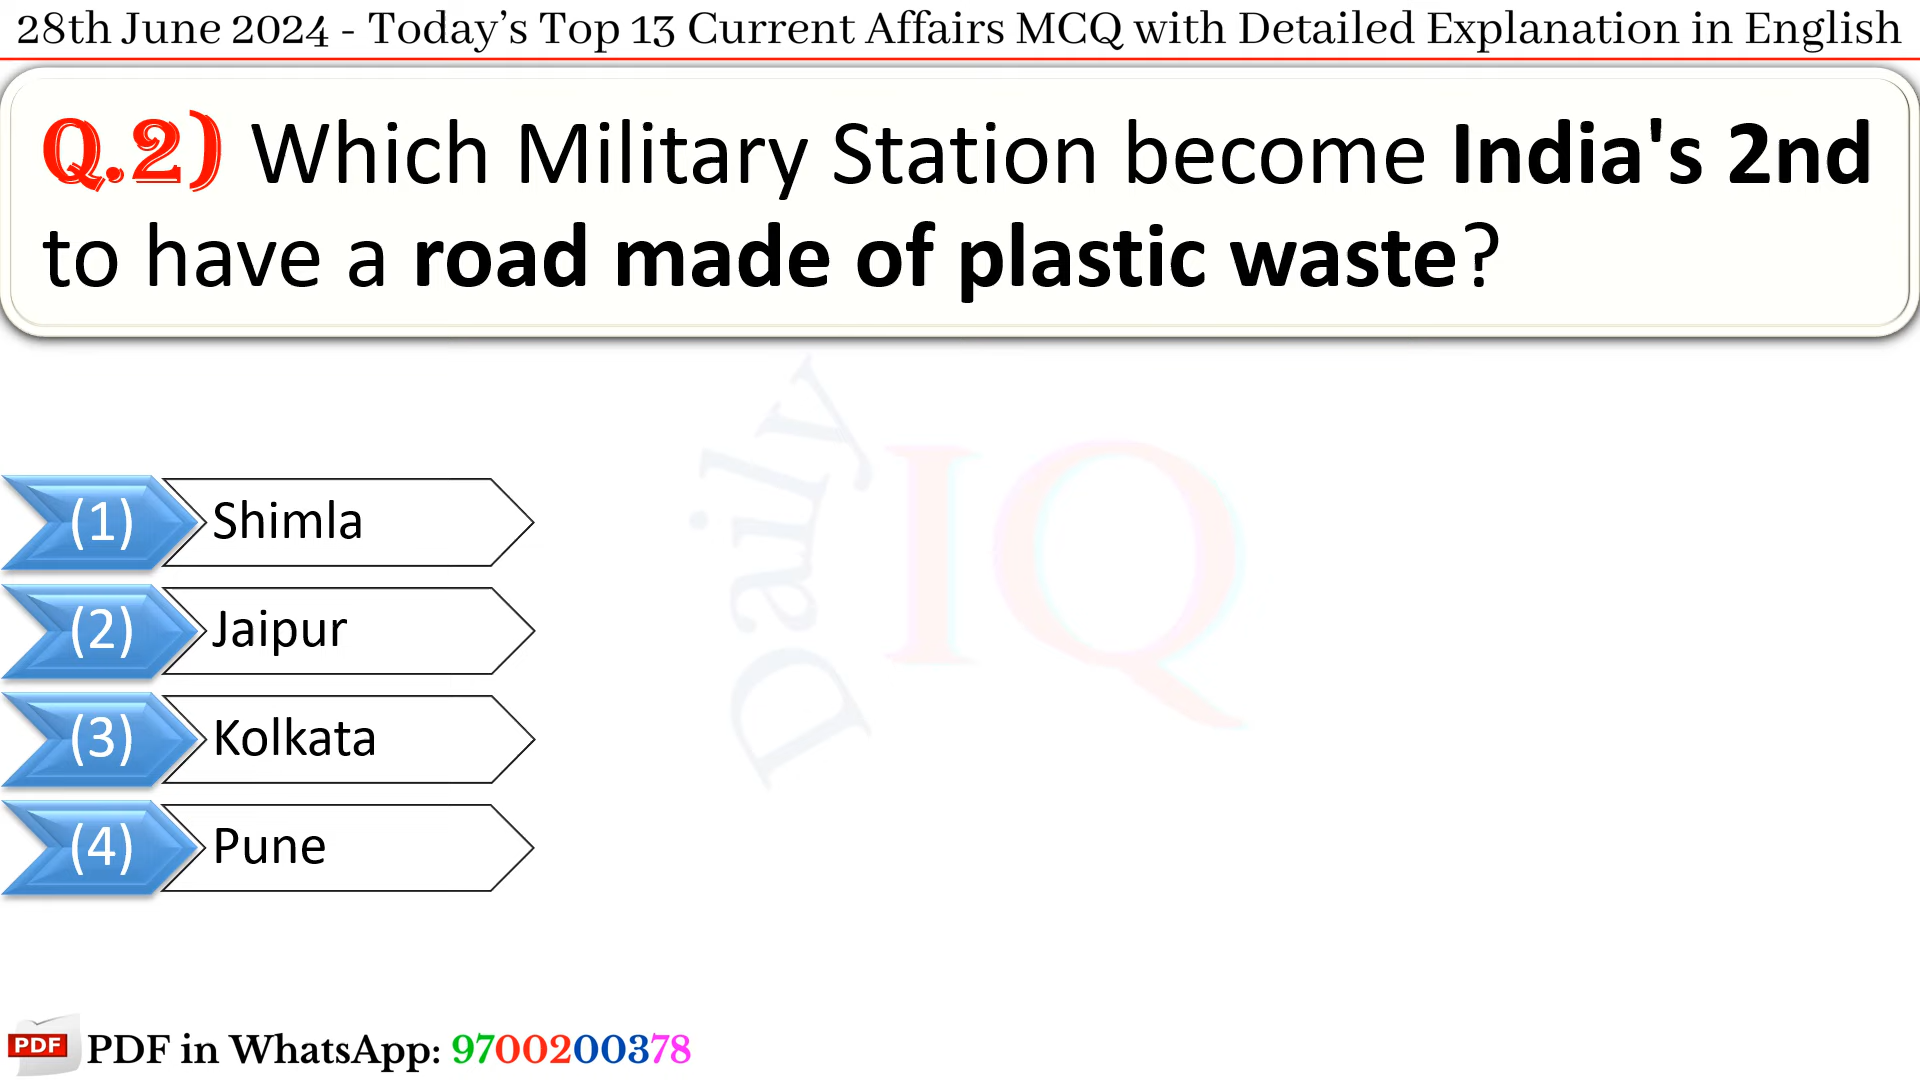 28th June 2024 - Today’s Top 13 Current Affairs MCQ with Detailed Explanation in English
Q.2) Which Military Station become India's 2nd
to have a road made of plastic waste?
Daily
IQ
(1) Shimla
(2) Jaipur
(3) Kolkata
(4) Pune
PDF PDF in WhatsApp: 9700200378